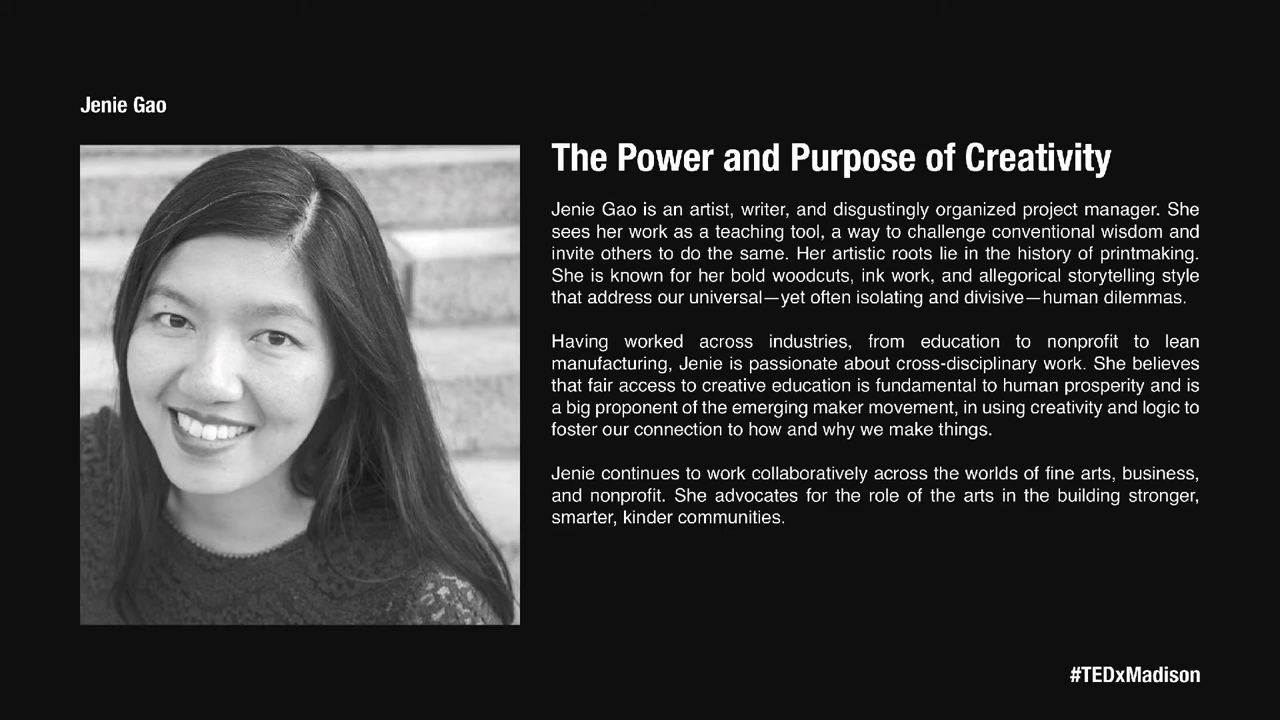 Jenie Gao
The Power and Purpose of Creativity
Jenie Gao is an artist, writer, and disgustingly organized project manager. She
sees her work as a teaching tool, a way to challenge conventional wisdom and
invite others to do the same. Her artistic roots lie in the history of printmaking.
She is known for her bold woodcuts, ink work, and allegorical storytelling style
that address our universal—yet often isolating and divisive—human dilemmas.
Having worked across industries, from education to nonprofit to lean
manufacturing, Jenie is passionate about cross-disciplinary work. She believes
that fair access to creative education is fundamental to human prosperity and is
a big proponent of the emerging maker movement, in using creativity and logic to
foster our connection to how and why we make things.
Jenie continues to work collaboratively across the worlds of fine arts, business,
and nonprofit. She advocates for the role of the arts in the building stronger,
smarter, kinder communities.
#TEDxMadison